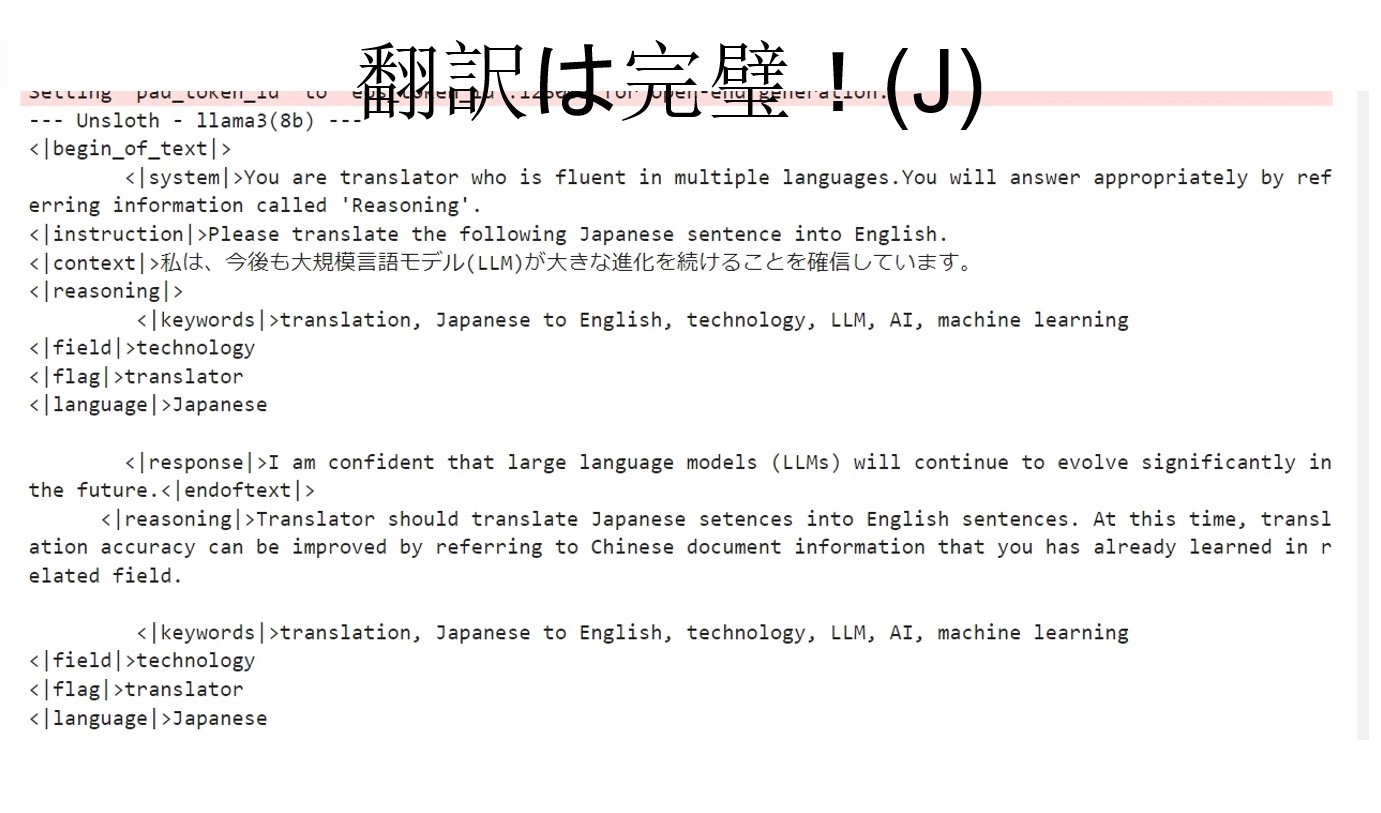 翻訳は完璧！(J)
Setting `pad_token_id` to `eos_token_id` for open-end generation.
--- Unsloth - llama3(8b) ---
<|begin_of_text|>
<|system|>You are translator who is fluent in multiple languages.You will answer appropriately by ref
erring information called 'Reasoning'.
<|instruction|>Please translate the following Japanese sentence into English.
<|context|>私は、今後も大規模言語モデル(LLM)が大きな進化を続けることを確信しています。
<|reasoning|>
<|keywords|>translation, Japanese to English, technology, LLM, AI, machine learning
<|field|>technology
<|flag|>translator
<|language|>Japanese
<|response|>I am confident that large language models (LLMs) will continue to evolve significantly in
the future.<|endoftext|>
<|reasoning|>Translator should translate Japanese setences into English sentences. At this time, transl
ation accuracy can be improved by referring to Chinese document information that you has already learned in r
elated field.
<|keywords|>translation, Japanese to English, technology, LLM, AI, machine learning
<|field|>technology
<|flag|>translator
<|language|>Japanese